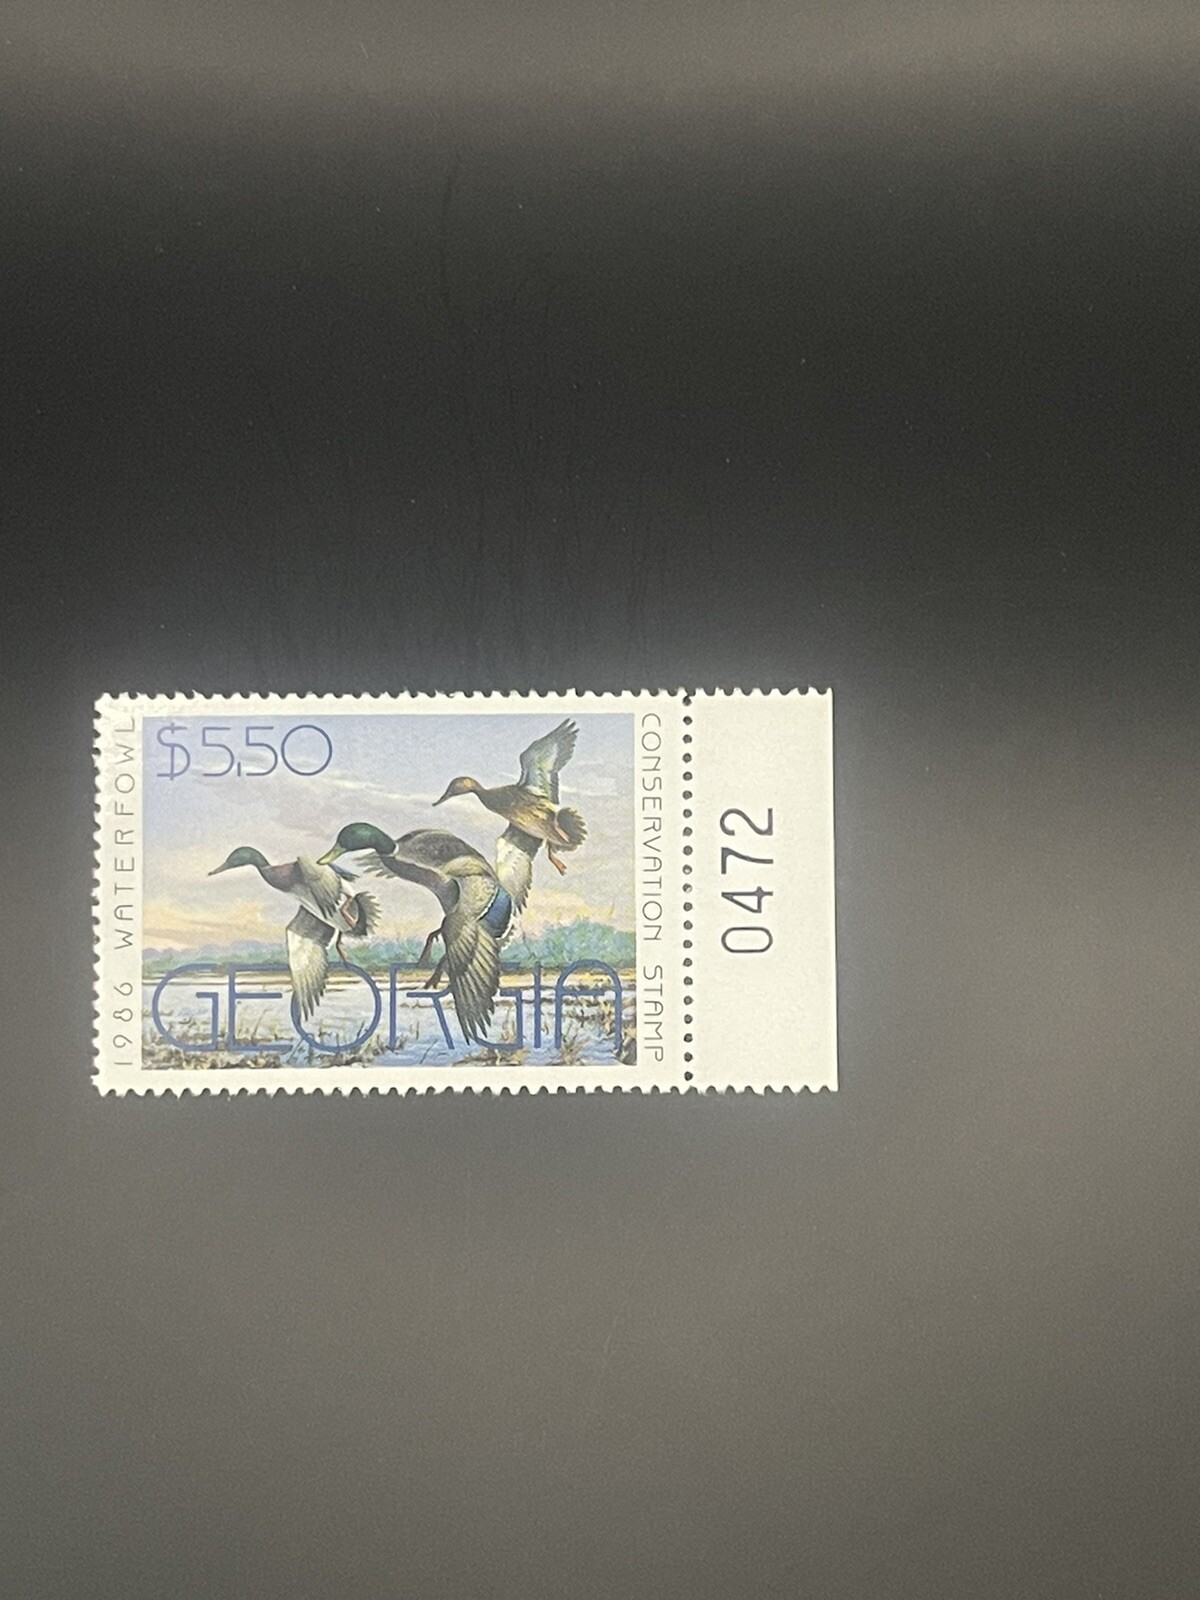 $5.50
1986 WATERFOWL
CONSERVATION STAMP
GEORGIA
0472